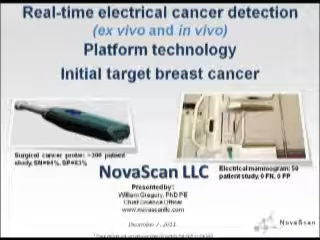 Real-time electrical cancer detection
(ex vivo and in vivo)
Platform technology
Initial target breast cancer
Surgical cancer probe: ~300 patient
study, SN=94%, SP=63%
Electrical mammogram: 50
patient study, 0 FN, 0 FP
NovaScan LLC
Presented by:
William Gregory, PhD PE
Chief Science Officer
www.novascanllc.com
NovaScan
December 7, 2011